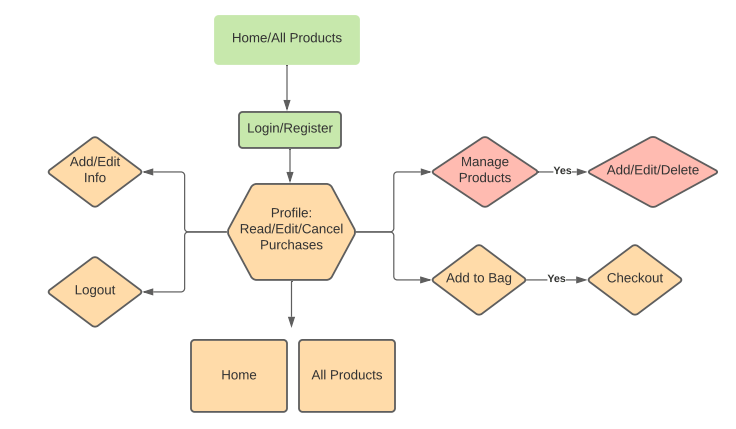 Home/All Products
Login/Register
Add/Edit
Info
Manage
Products
Yes
Add/Edit/Delete
Profile:
Read/Edit/Cancel
Purchases
Logout
Add to Bag
Yes
Checkout
Home
All Products